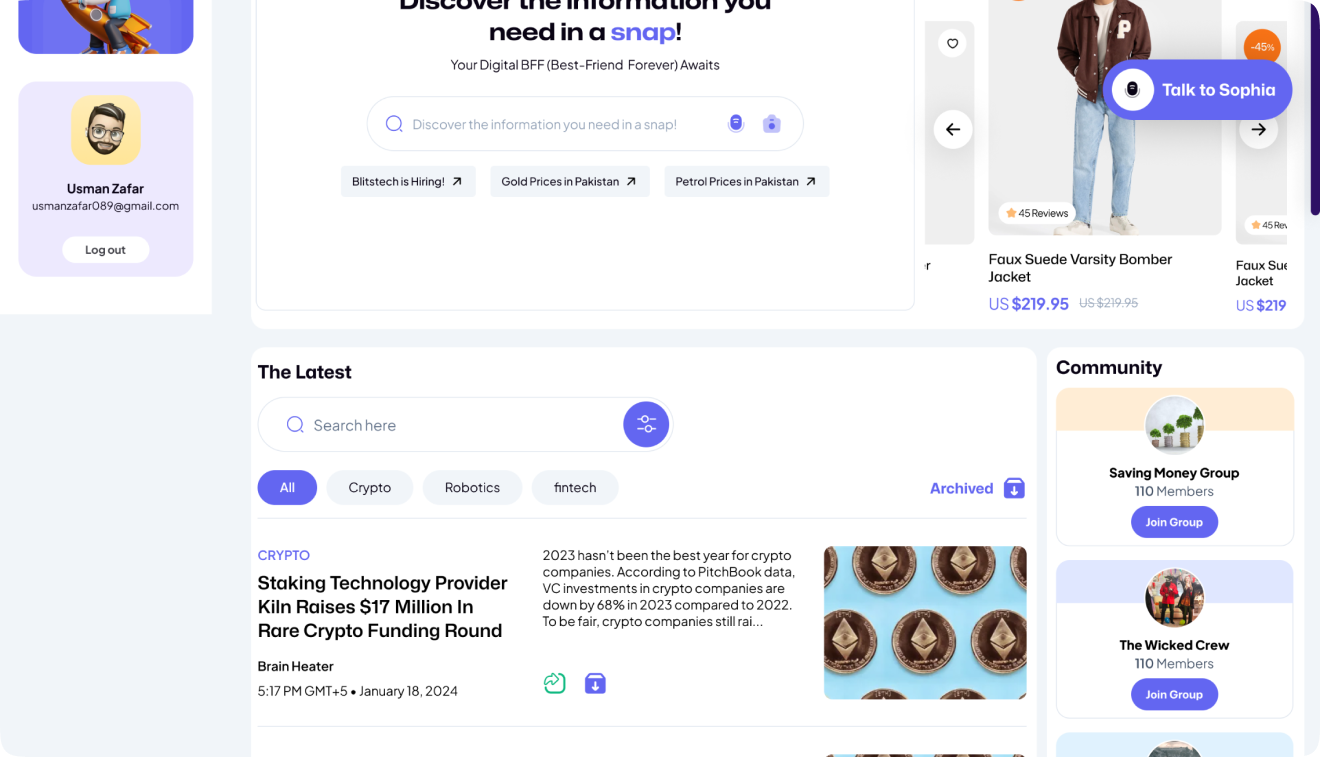 Discover the information you
need in a snap!
Your Digital BFF (Best-Friend Forever) Awaits
Discover the information you need in a snap!
Blitstech is Hiring!
Gold Prices in Pakistan
Petrol Prices in Pakistan
Usman Zafar
usmanzafar089@gmail.com
Log out
P
-45%
Talk to Sophia
45 Reviews
45 Rev
r
Faux Suede Varsity Bomber
Jacket
US $219.95 US $219.95
Faux Sue
Jacket
US $219
The Latest
Search here
All
Crypto
Robotics
fintech
Archived
CRYPTO
Staking Technology Provider
Kiln Raises $17 Million In
Rare Crypto Funding Round
Brain Heater
5:17 PM GMT+5 • January 18, 2024
2023 hasn't been the best year for crypto
companies. According to PitchBook data,
VC investments in crypto companies are
down by 68% in 2023 compared to 2022.
To be fair, crypto companies still rai...
Community
Saving Money Group
110 Members
Join Group
The Wicked Crew
110 Members
Join Group